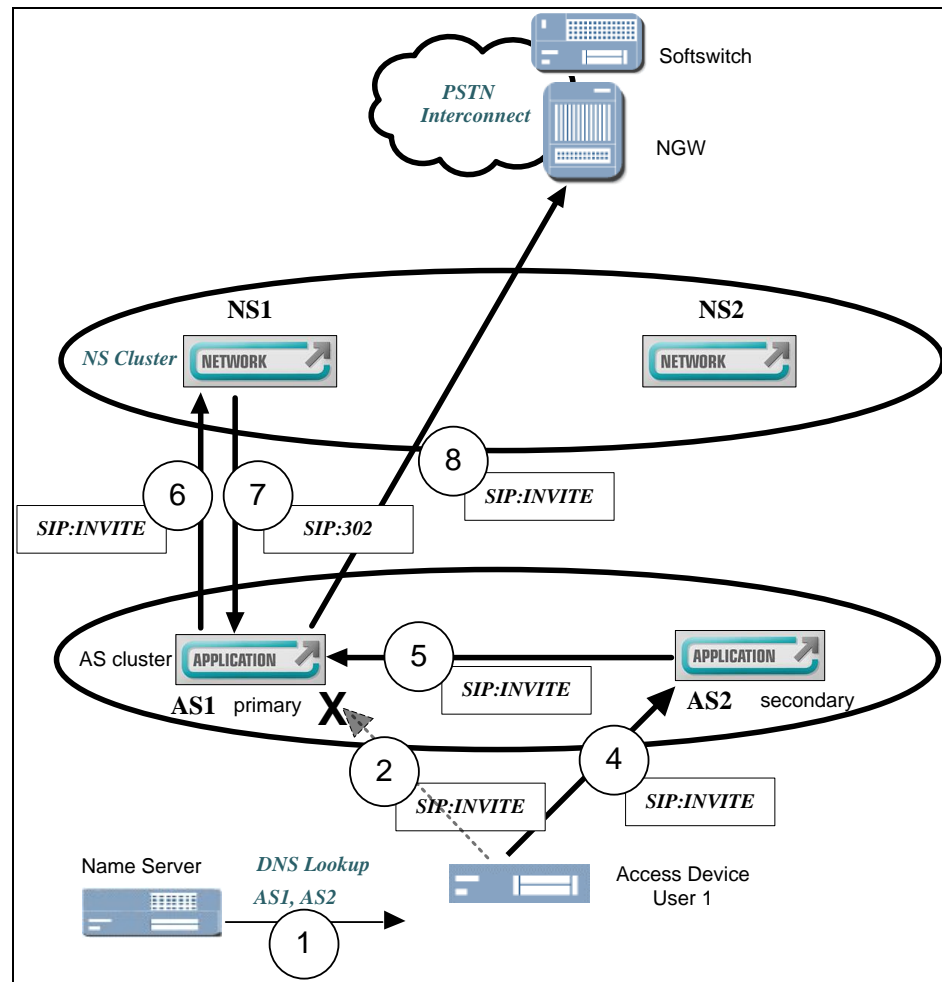 Softswitch
PSTN
Interconnect
NGW
NS1
NS2
NS Cluster
NETWORK
NETWORK
8
SIP:INVITE
6
7
SIP:INVITE
SIP:302
AS cluster
APPLICATION
5
APPLICATION
SIP:INVITE
AS1 primary
X
AS2 secondary
2
4
SIP:INVITE
SIP:INVITE
Name Server
DNS Lookup
AS1, AS2
Access Device
User 1
1